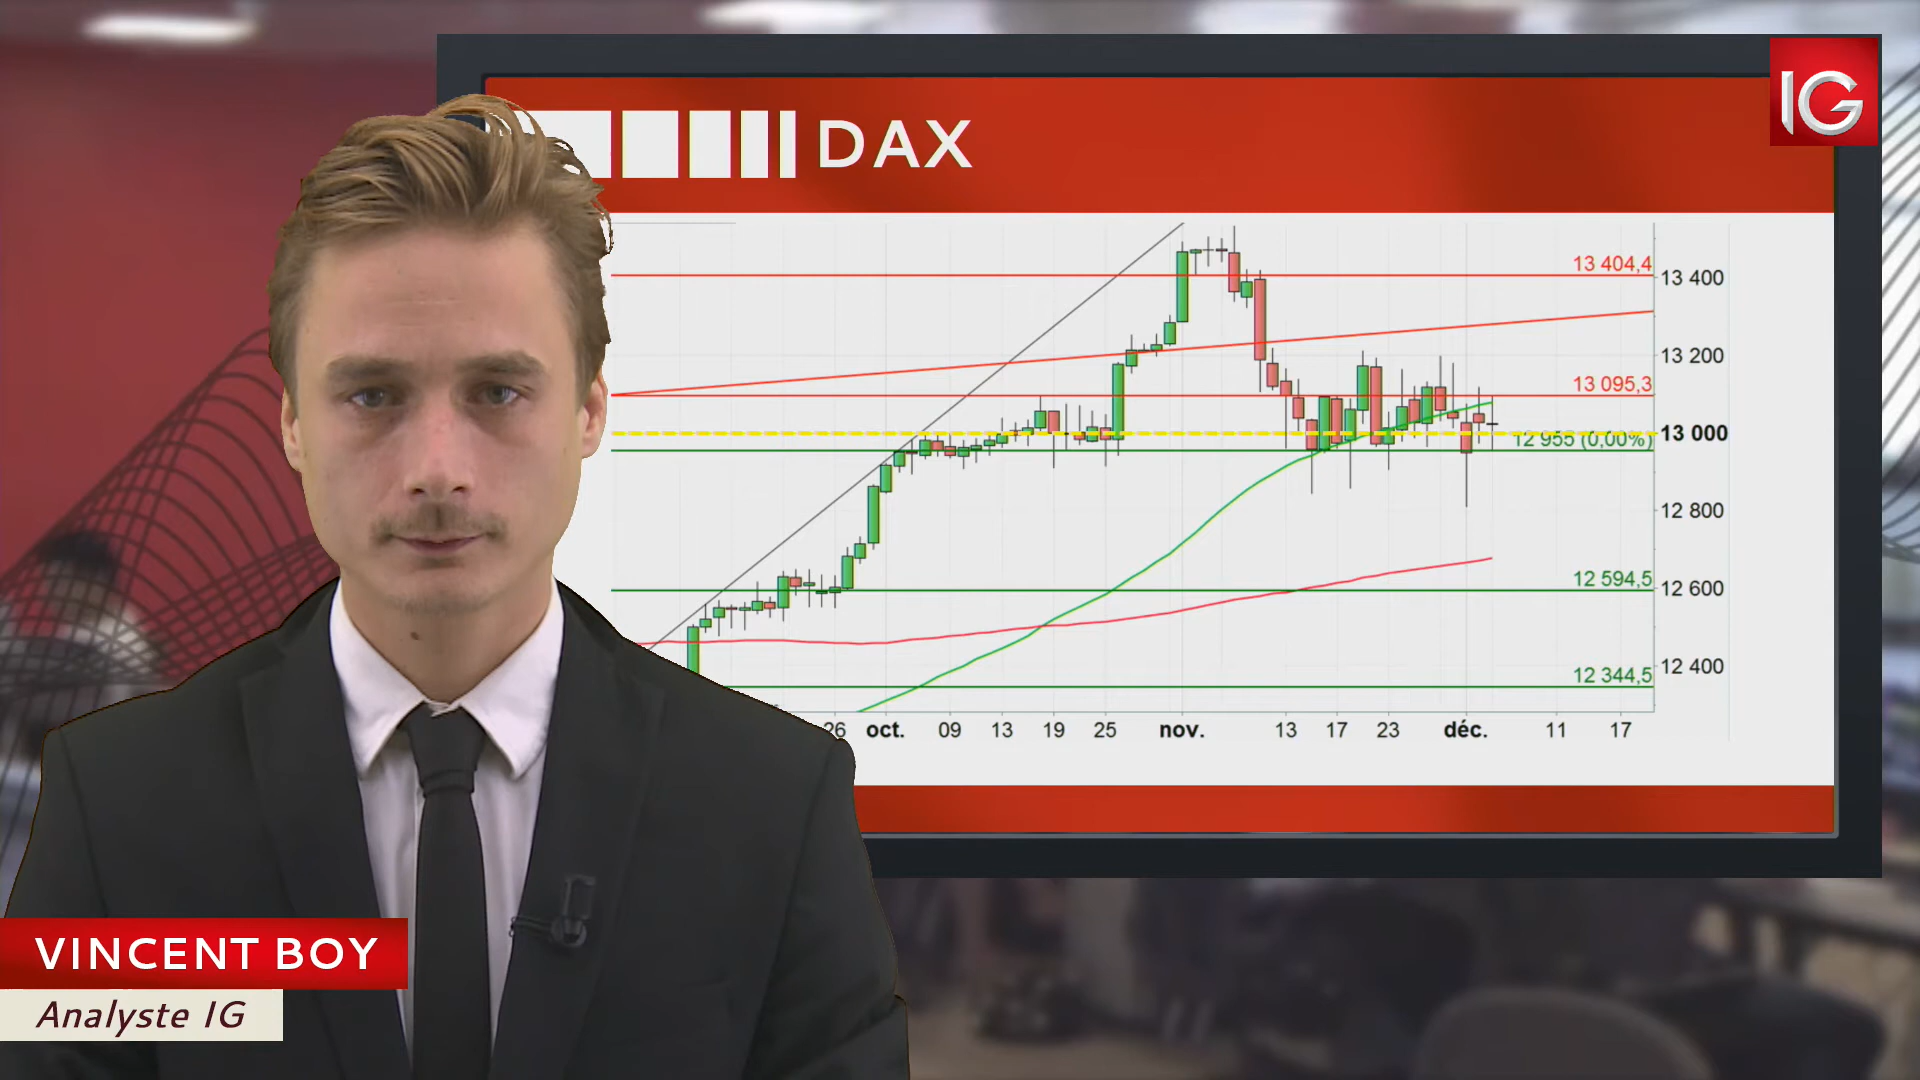 IG
DAX
13 404,4
13 400
13 200
13 095,3
13 000
12 955 (0,00%)
12 800
12 594,5
12 600
12 400
12 344,5
26 oct. 09 13 19 25 nov. 13 17 23 déc. 11 17
VINCENT BOY
Analyste IG